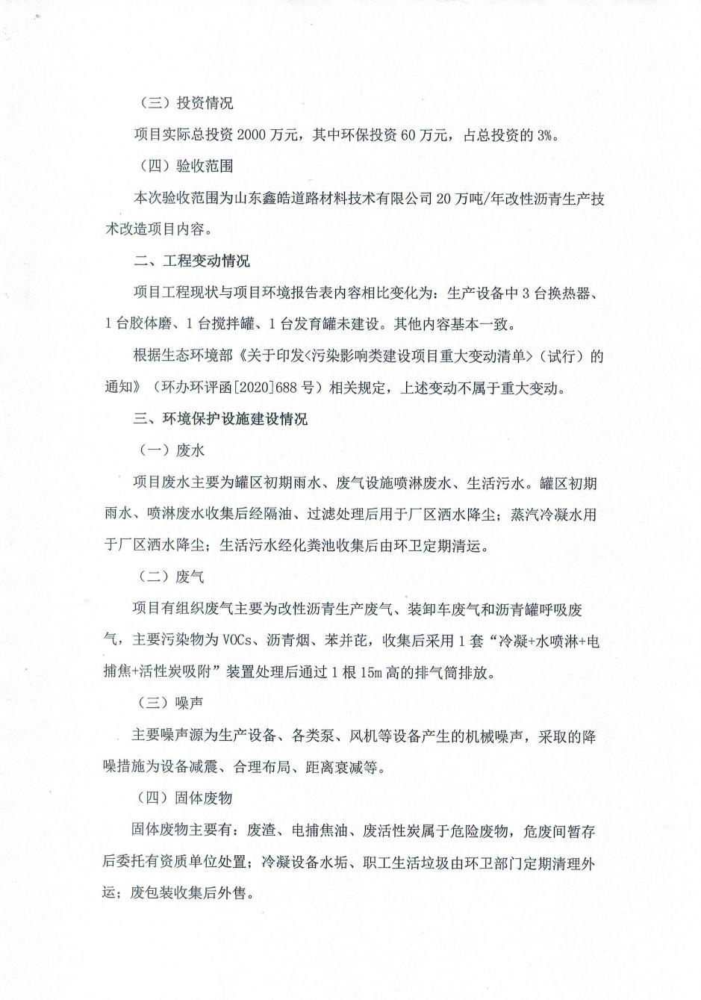 （三）投资情况
项目实际总投资 2000 万元，其中环保投资 60 万元，占总投资的 3%。
（四）验收范围
本次验收范围为山东鑫皓道路材料技术有限公司 20 万吨/年改性沥青生产技
术改造项目内容。
二、工程变动情况
项目工程现状与项目环境报告表内容相比变化为：生产设备中 3 台换热器、
1 台胶体磨、1 台搅拌罐、1 台发育罐未建设。其他内容基本一致。
根据生态环境部《关于印发<污染影响类建设项目重大变动清单>（试行）的
通知》（环办环评函[2020]688 号）相关规定，上述变动不属于重大变动。
三、环境保护设施建设情况
（一）废水
项目废水主要为罐区初期雨水、废气设施喷淋废水、生活污水。罐区初期
雨水、喷淋废水收集后经隔油、过滤处理后用于厂区洒水降尘；蒸汽冷凝水用
于厂区洒水降尘；生活污水经化粪池收集后由环卫定期清运。
（二）废气
项目有组织废气主要为改性沥青生产废气、装卸车废气和沥青罐呼吸废
气，主要污染物为 VOCs、沥青烟、苯并芘，收集后采用 1 套“冷凝+水喷淋+电
捕焦+活性炭吸附”装置处理后通过 1 根 15m 高的排气筒排放。
（三）噪声
主要噪声源为生产设备、各类泵、风机等设备产生的机械噪声，采取的降
噪措施为设备减震、合理布局、距离衰减等。
（四）固体废物
固体废物主要有：废渣、电捕焦油、废活性炭属于危险废物，危废间暂存
后委托有资质单位处置；冷凝设备水垢、职工生活垃圾由环卫部门定期清理外
运；废包装收集后外售。